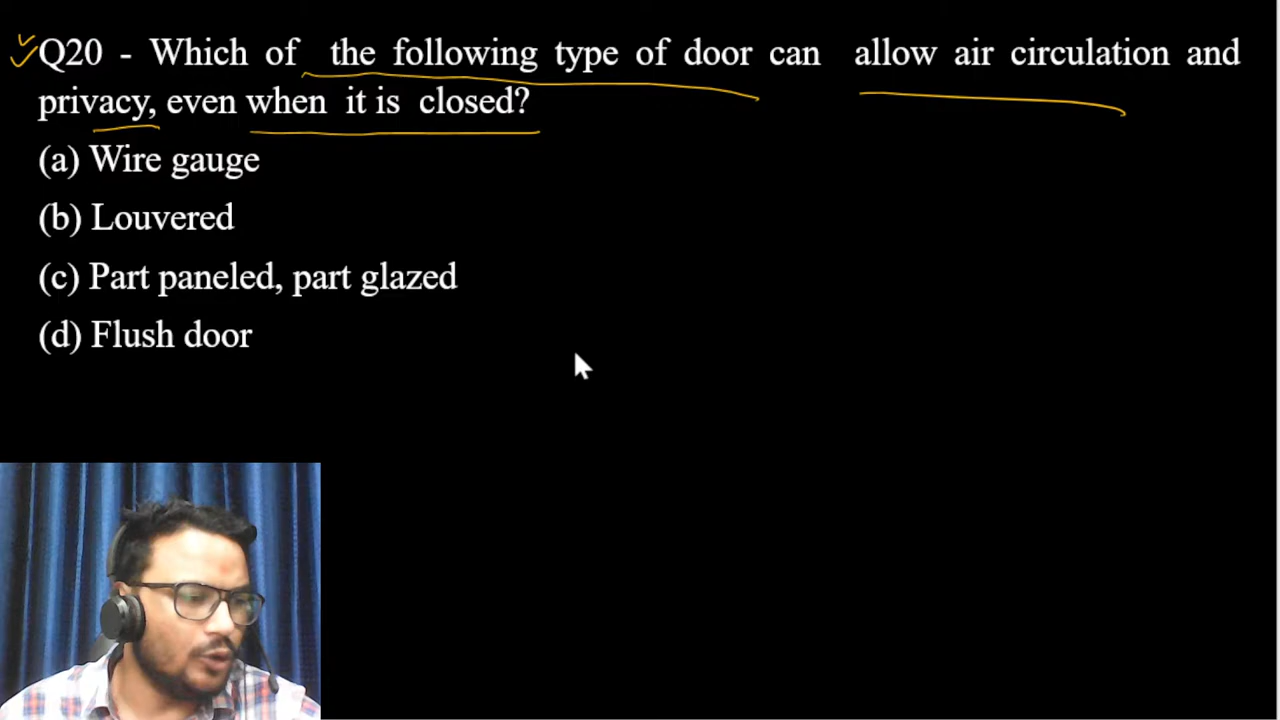 Q20 - Which of the following type of door can allow air circulation and
privacy, even when it is closed?
(a) Wire gauge
(b) Louvered
(c) Part paneled, part glazed
(d) Flush door